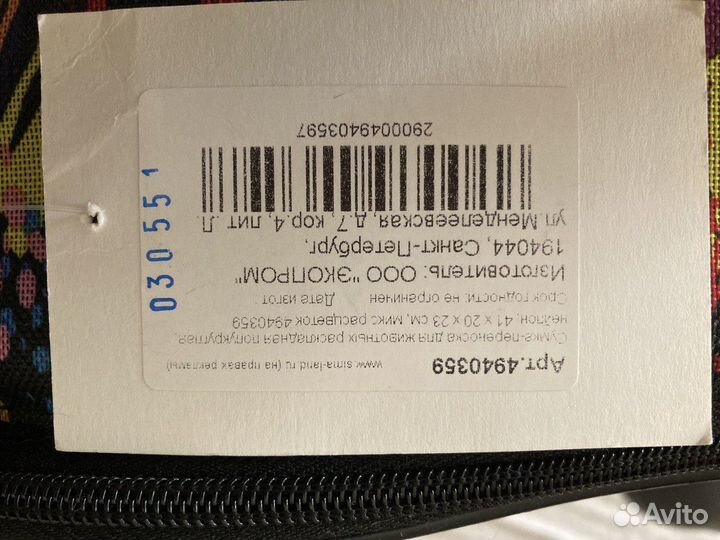 Арт.4940359
www.sima-land.ru (на правах рекламы)
Сумка-переноска для животных раскладная полукруглая,
нейлон, 41 х 20 х 23 см, микс расцветок 4940359
Срок годности: не ограничен Дата изгот.
Изготовитель: ООО "ЭКОПРОМ"
194044, Санкт-Петербург,
ул.Менделеевская, д.7, кор.4, лит .Л.
2900049403597
030551
Avito